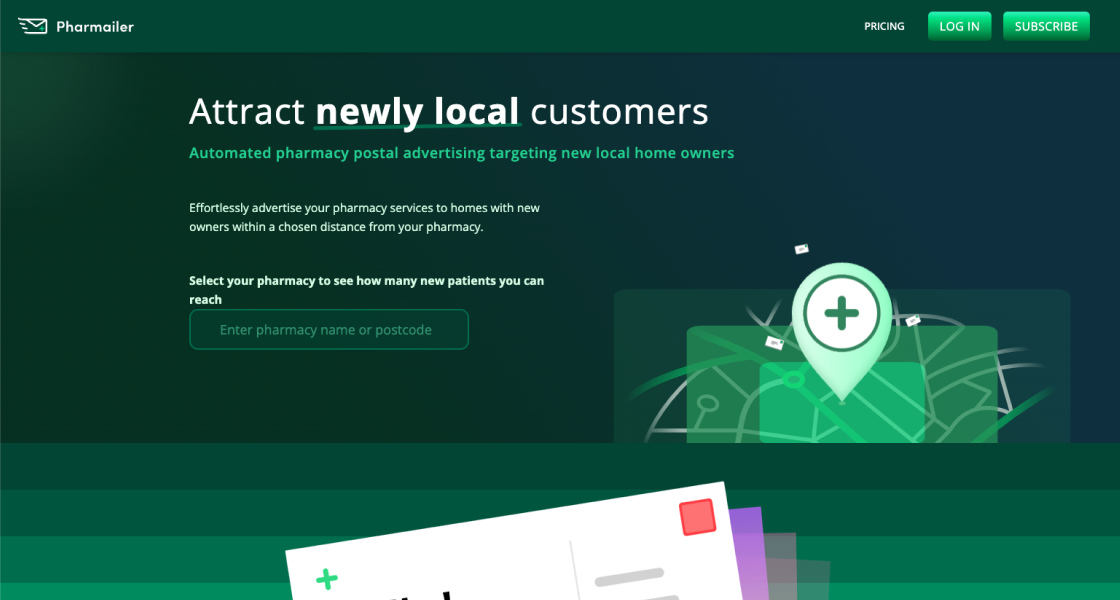 Pharmailer
PRICING
LOG IN
SUBSCRIBE
Attract newly local customers
Automated pharmacy postal advertising targeting new local home owners
Effortlessly advertise your pharmacy services to homes with new
owners within a chosen distance from your pharmacy.
Select your pharmacy to see how many new patients you can
reach
Enter pharmacy name or postcode